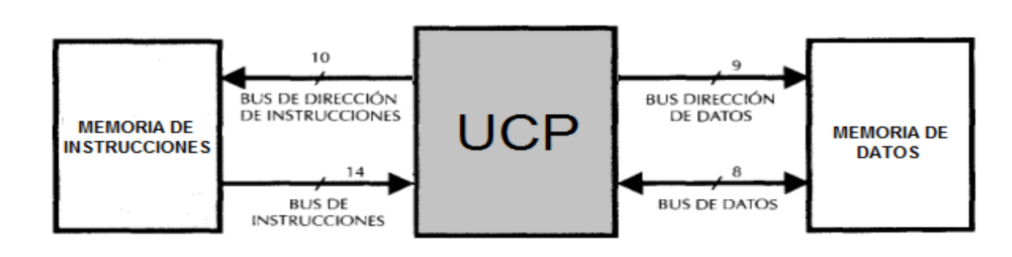 MEMORIA DE
INSTRUCCIONES
10
BUS DE DIRECCIÓN
DE INSTRUCCIONES
14
BUS DE
INSTRUCCIONES
UCP
9
BUS DIRECCIÓN
DE DATOS
8
BUS DE DATOS
MEMORIA DE
DATOS